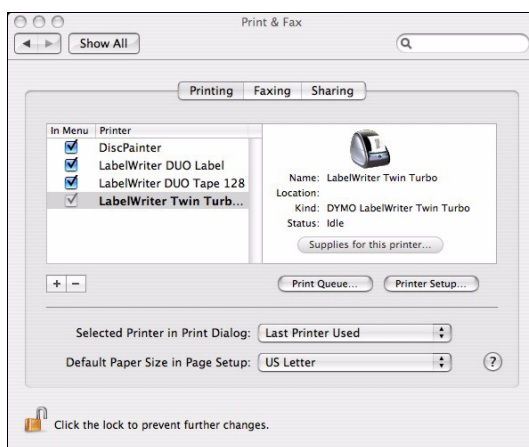 Print & Fax
Show All
Printing Faxing Sharing
In Menu Printer
DiscPainter
LabelWriter DUO Label
LabelWriter DUO Tape 128
LabelWriter Twin Turb...
Name: LabelWriter Twin Turbo
Location:
Kind: DYMO LabelWriter Twin Turbo
Status: Idle
Supplies for this printer...
+ −
Print Queue... Printer Setup...
Selected Printer in Print Dialog: Last Printer Used
Default Paper Size in Page Setup: US Letter
?
Click the lock to prevent further changes.